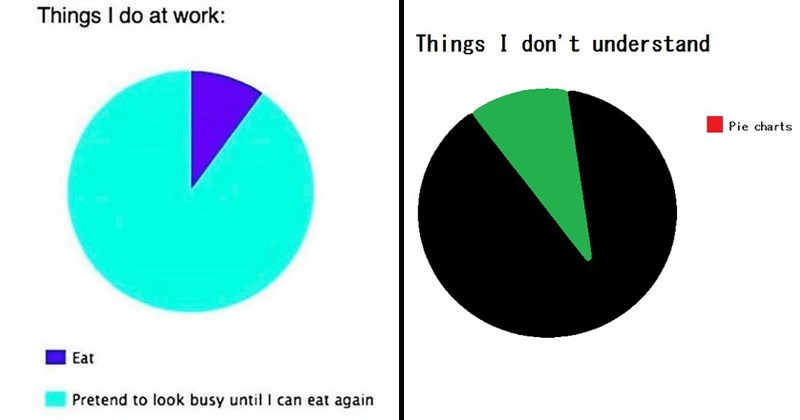 Things I do at work:
Eat
Pretend to look busy until I can eat again
Things I don't understand
Pie charts